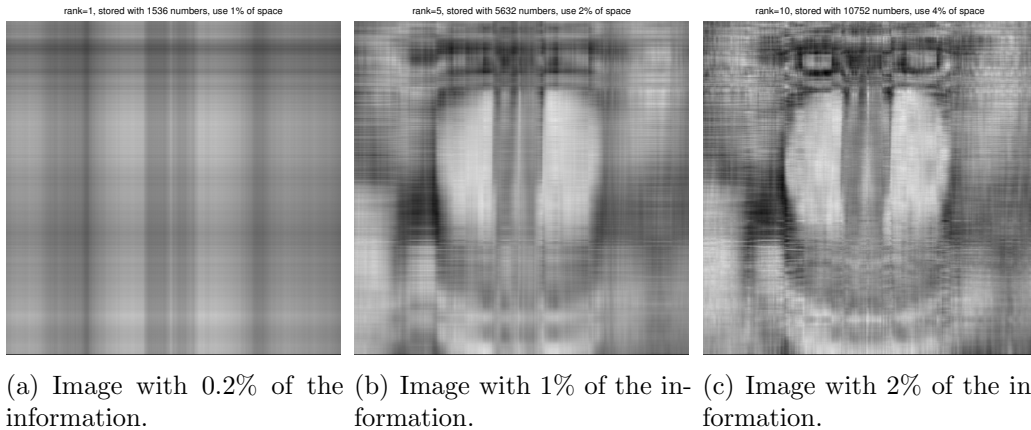 rank=1, stored with 1536 numbers, use 1% of space
rank=5, stored with 5632 numbers, use 2% of space
rank=10, stored with 10752 numbers, use 4% of space
(a) Image with 0.2% of the
information.
(b) Image with 1% of the in-
formation.
(c) Image with 2% of the in
formation.